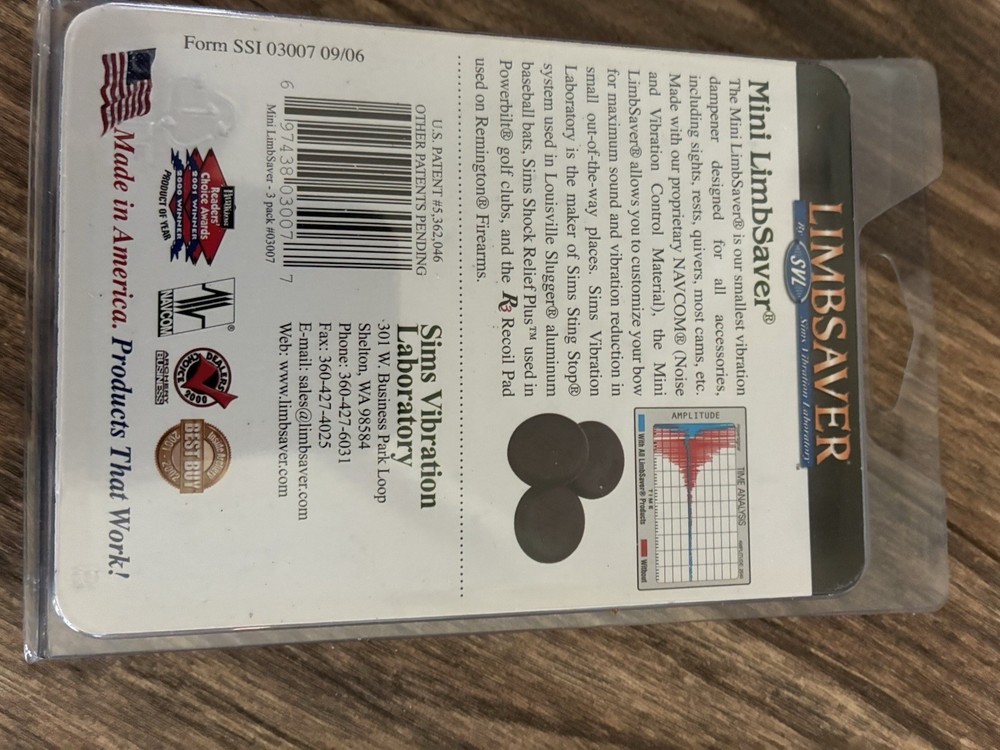 LIMBSAVER
By SVL Sims Vibration Laboratory
Mini LimbSaver®
The Mini LimbSaver® is our smallest vibration
dampener designed for all accessories,
including sights, rests, quivers, most cams, etc.
Made with our proprietary NAVCOM® (Noise
and Vibration Control Material), the Mini
LimbSaver® allows you to customize your bow
for maximum sound and vibration reduction in
small out-of-the-way places. Sims Vibration
Laboratory is the maker of Sims Sting Stop®
system used in Louisville Slugger® aluminum
baseball bats, Sims Shock Relief Plus™ used in
Powerbilt® golf clubs, and the R3 Recoil Pad
used on Remington® Firearms.
AMPLITUDE
TIME ANALYSIS
TIME
With All LimbSaver® Products
Without
U.S. PATENT #5,362,046
OTHER PATENTS PENDING
6 97438 03007 7
Mini LimbSaver - 3 pack #03007
Sims Vibration
Laboratory
301 W. Business Park Loop
Shelton, WA 98584
Phone: 360-427-6031
Fax: 360-427-4025
E-mail: sales@limbsaver.com
Web: www.limbsaver.com
Petersen's
Bowhunting
Readers'
Choice Awards
2001 WINNER
2000 WINNER
PRODUCT OF YEAR
NAVCOM®
DEALERS
CHOICE
2000
ARCHERY
BUSINESS
BEST BUY
Made in America. Products That Work!
Form SSI 03007 09/06